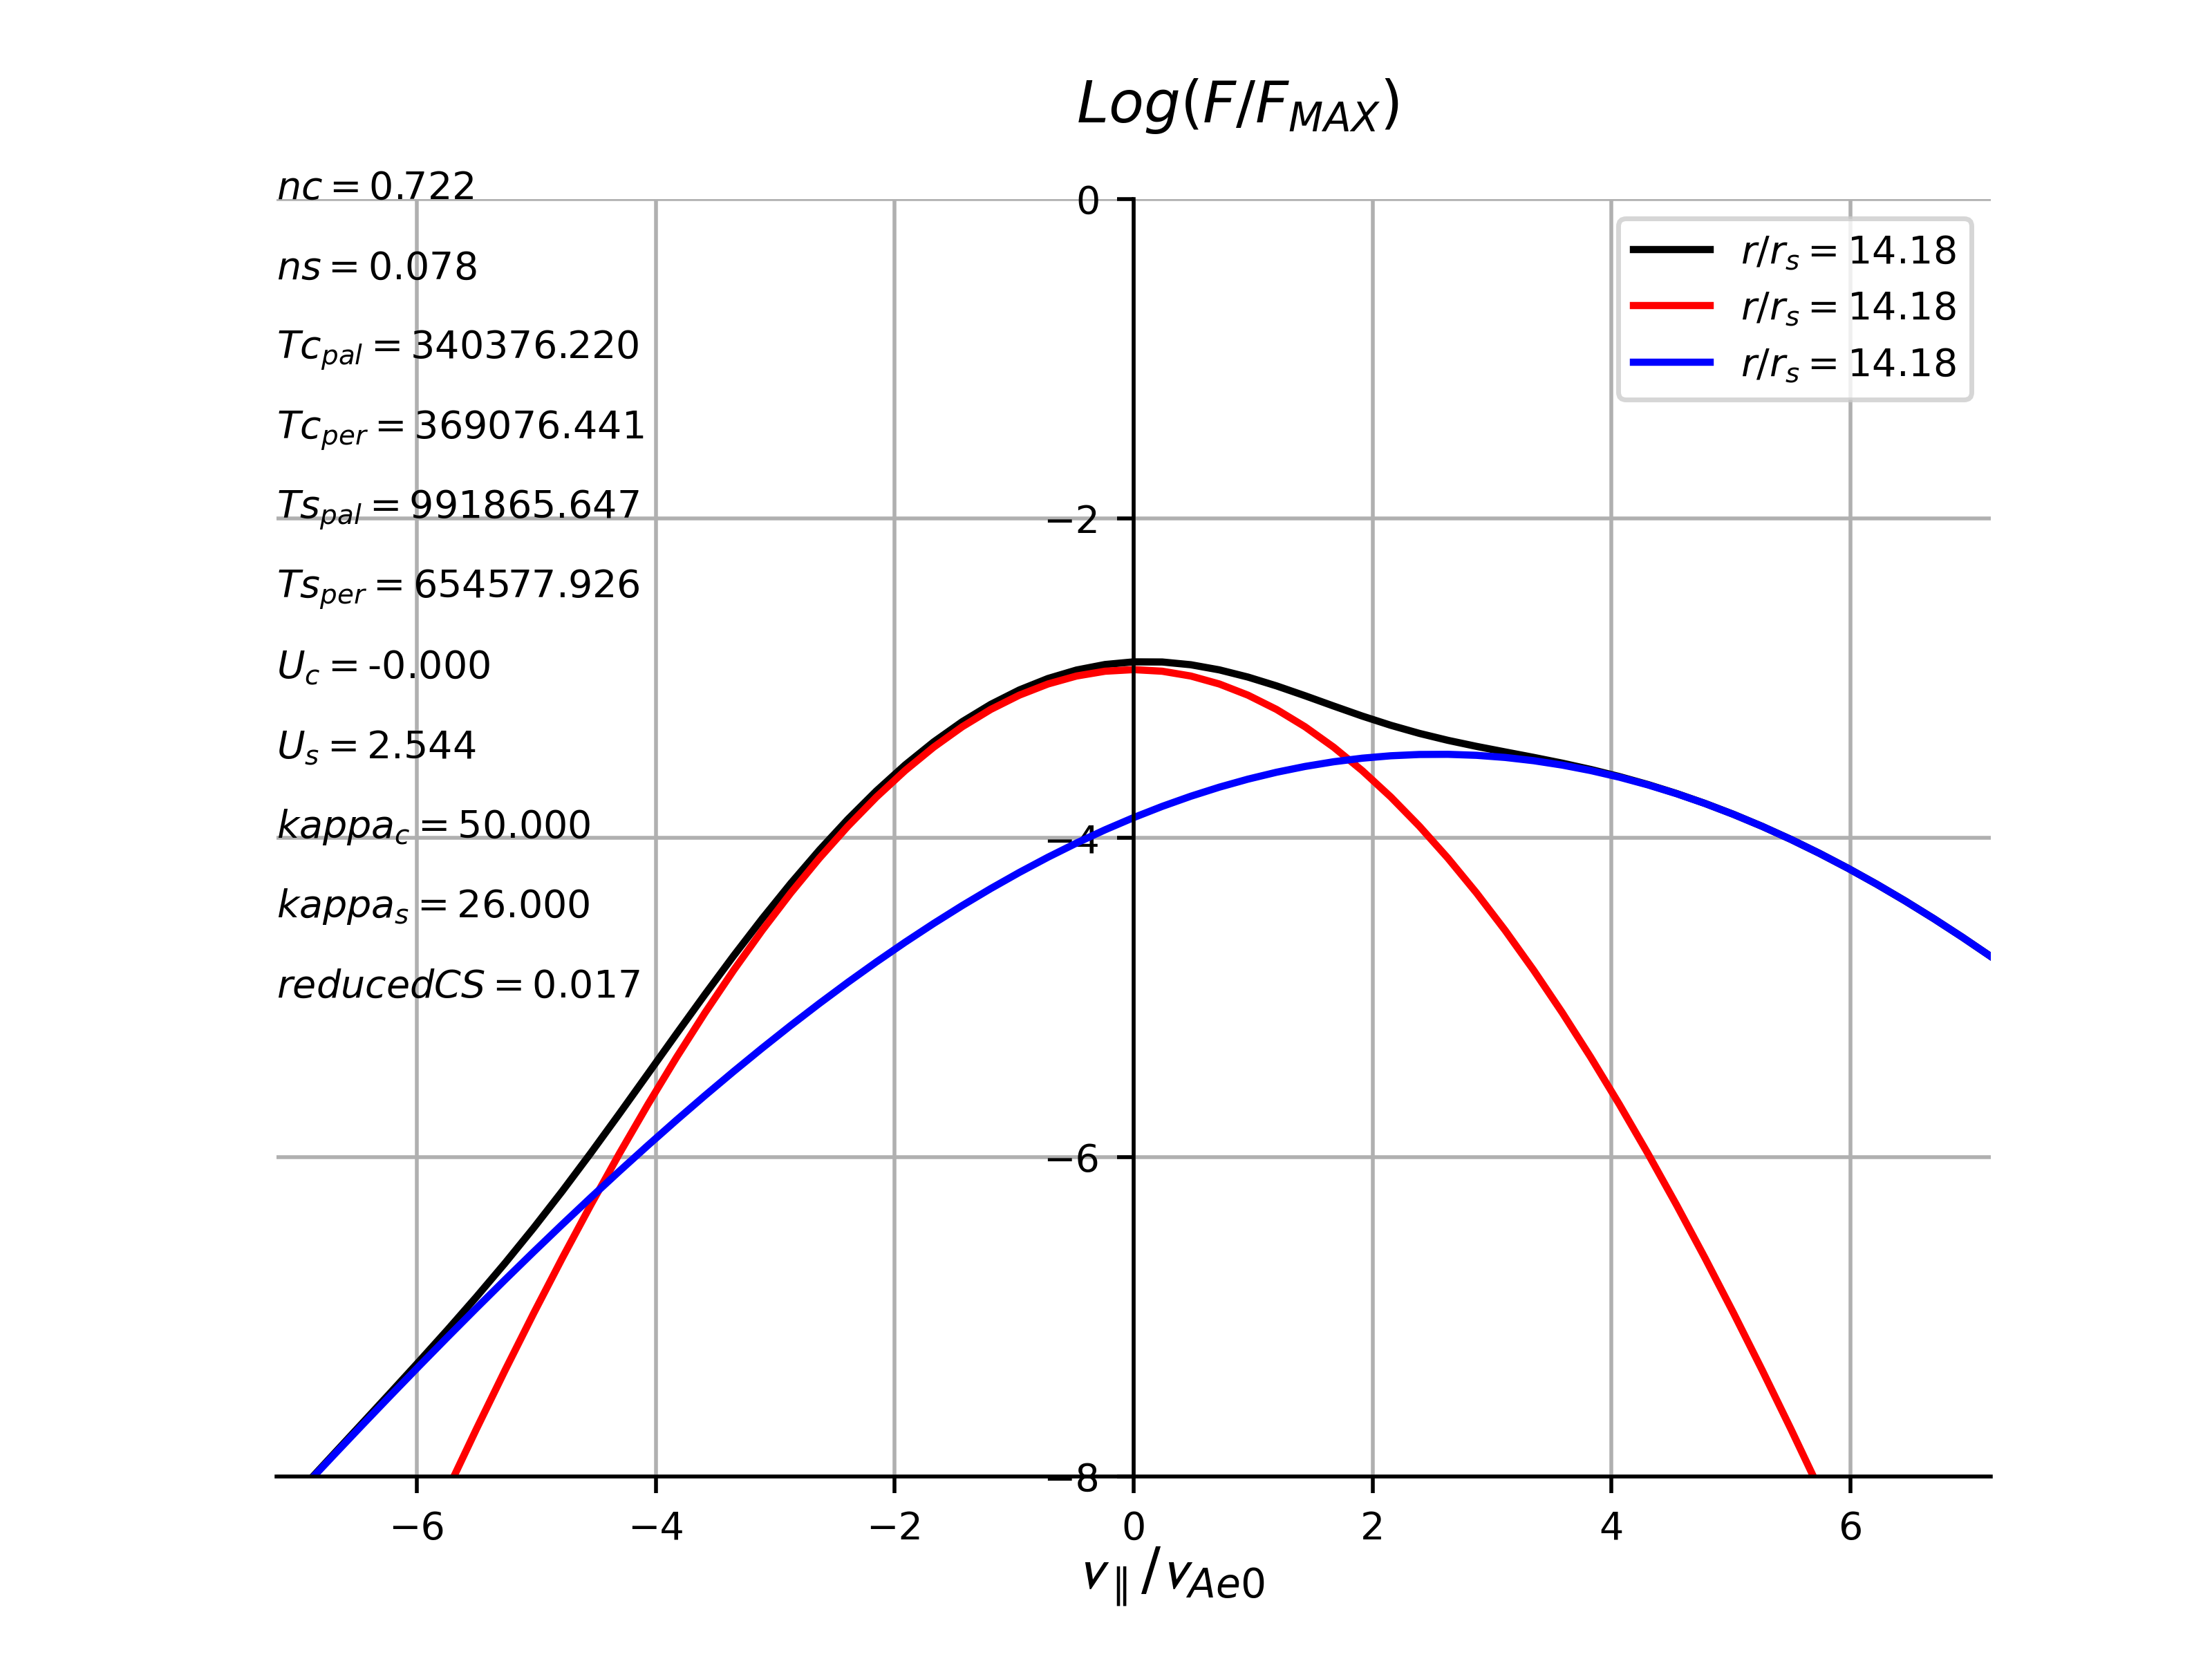 Log(F/F_MAX)
nc = 0.722
ns = 0.078
Tc_pal = 340376.220
Tc_per = 369076.441
Ts_pal = 991865.647
Ts_per = 654577.926
U_c = -0.000
U_s = 2.544
kappa_c = 50.000
kappa_s = 26.000
reducedCS = 0.017
0
−2
−4
−6
−8
r/r_s = 14.18
r/r_s = 14.18
r/r_s = 14.18
−6 −4 −2 0 2 4 6
v_∥/v_Ae0